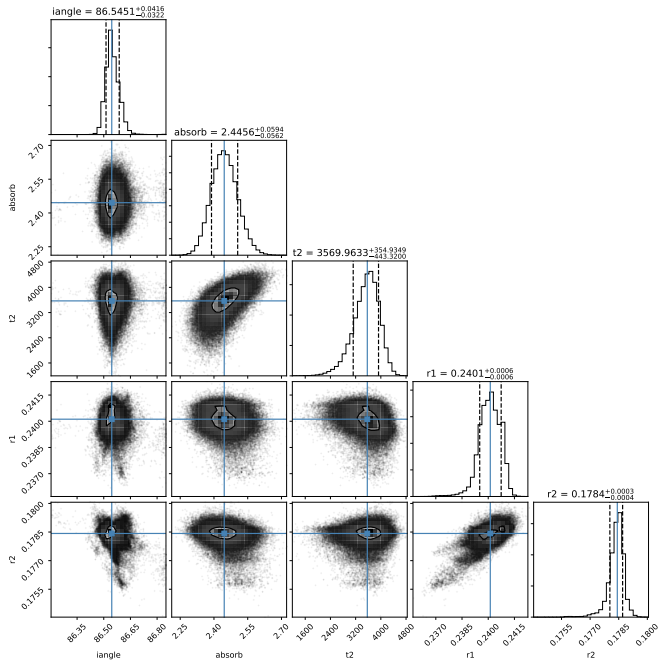 iangle = 86.5451+0.0416 −0.0322
absorb = 2.4456+0.0594 −0.0562
2.70
2.55
2.40
2.25
absorb
t2 = 3569.9633+354.9349 −443.3200
4800
4000
3200
2400
1600
t2
r1 = 0.2401+0.0006 −0.0006
0.2415
0.2400
0.2385
0.2370
r1
r2 = 0.1784+0.0003 −0.0004
0.1800
0.1785
0.1770
0.1755
r2
86.35 86.50 86.65 86.80 2.25 2.40 2.55 2.70 1600 2400 3200 4000 4800 0.2370 0.2385 0.2400 0.2415 0.1755 0.1770 0.1785 0.1800
iangle absorb t2 r1 r2